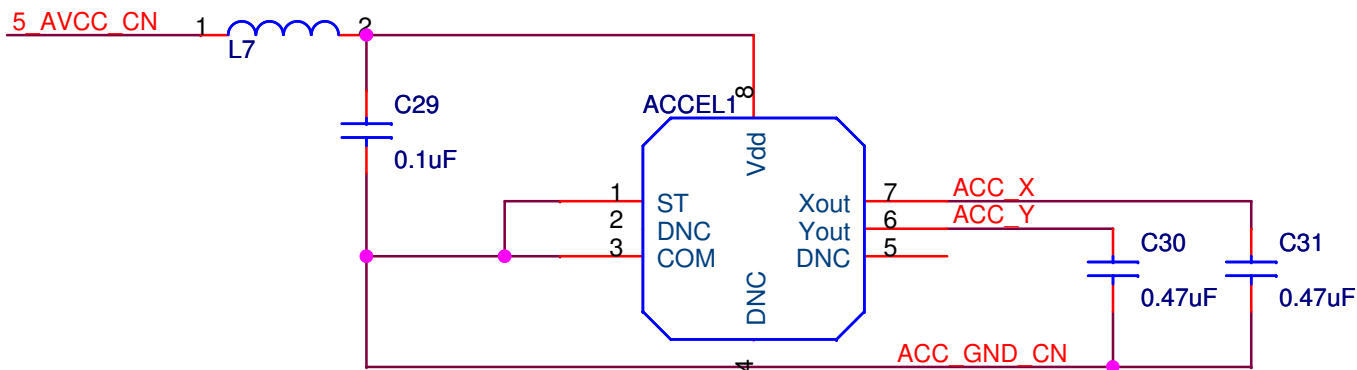 5_AVCC_CN 1 2
L7
C29
0.1uF
ACCEL1 8
Vdd
1 ST Xout 7 ACC_X
2 DNC Yout 6 ACC_Y
3 COM DNC 5
C30 C31
0.47uF 0.47uF
DNC
4 ACC_GND_CN